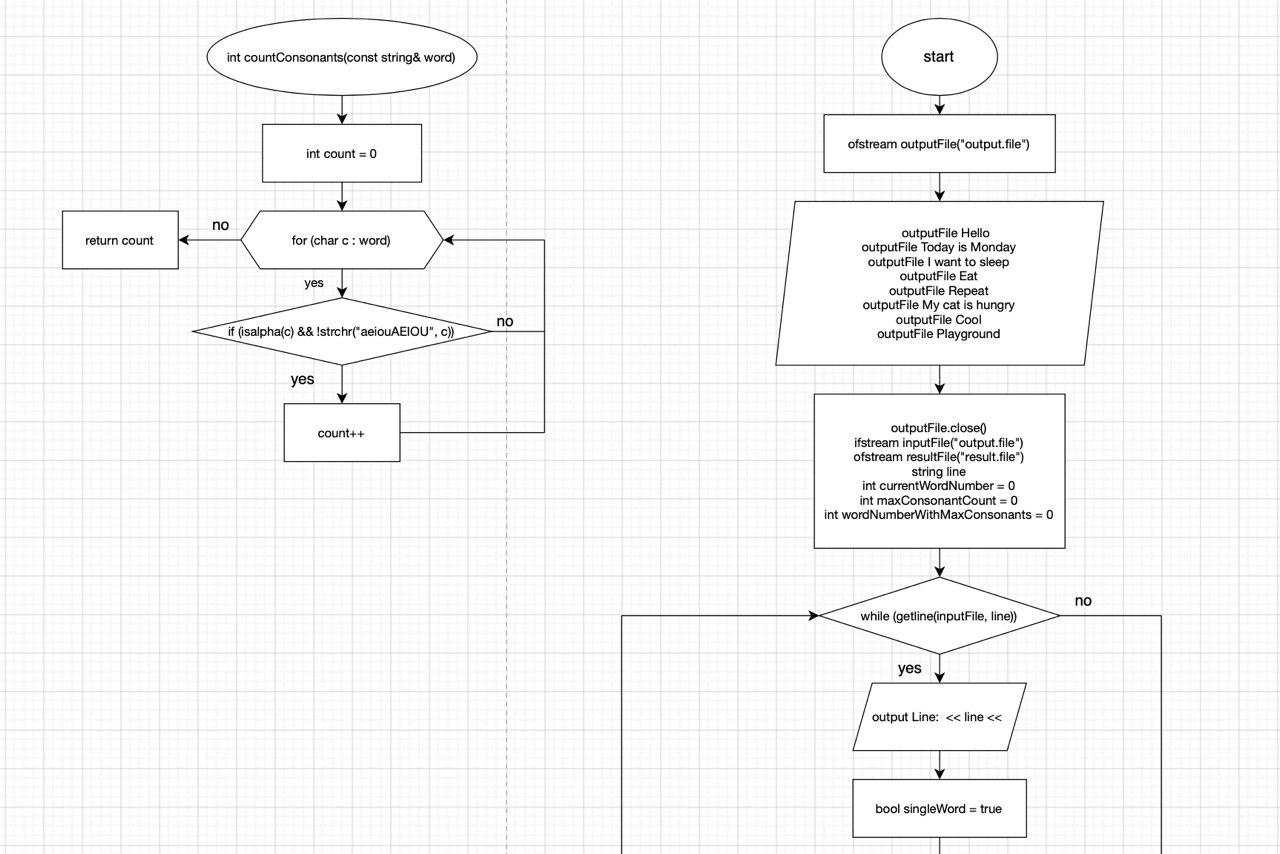 int countConsonants(const string& word)
int count = 0
no
return count
for (char c : word)
yes
if (isalpha(c) && !strchr("aeiouAEIOU", c))
no
yes
count++
start
ofstream outputFile("output.file")
outputFile Hello
outputFile Today is Monday
outputFile I want to sleep
outputFile Eat
outputFile Repeat
outputFile My cat is hungry
outputFile Cool
outputFile Playground
outputFile.close()
ifstream inputFile("output.file")
ofstream resultFile("result.file")
string line
int currentWordNumber = 0
int maxConsonantCount = 0
int wordNumberWithMaxConsonants = 0
while (getline(inputFile, line))
no
yes
output Line:  << line <<
bool singleWord = true